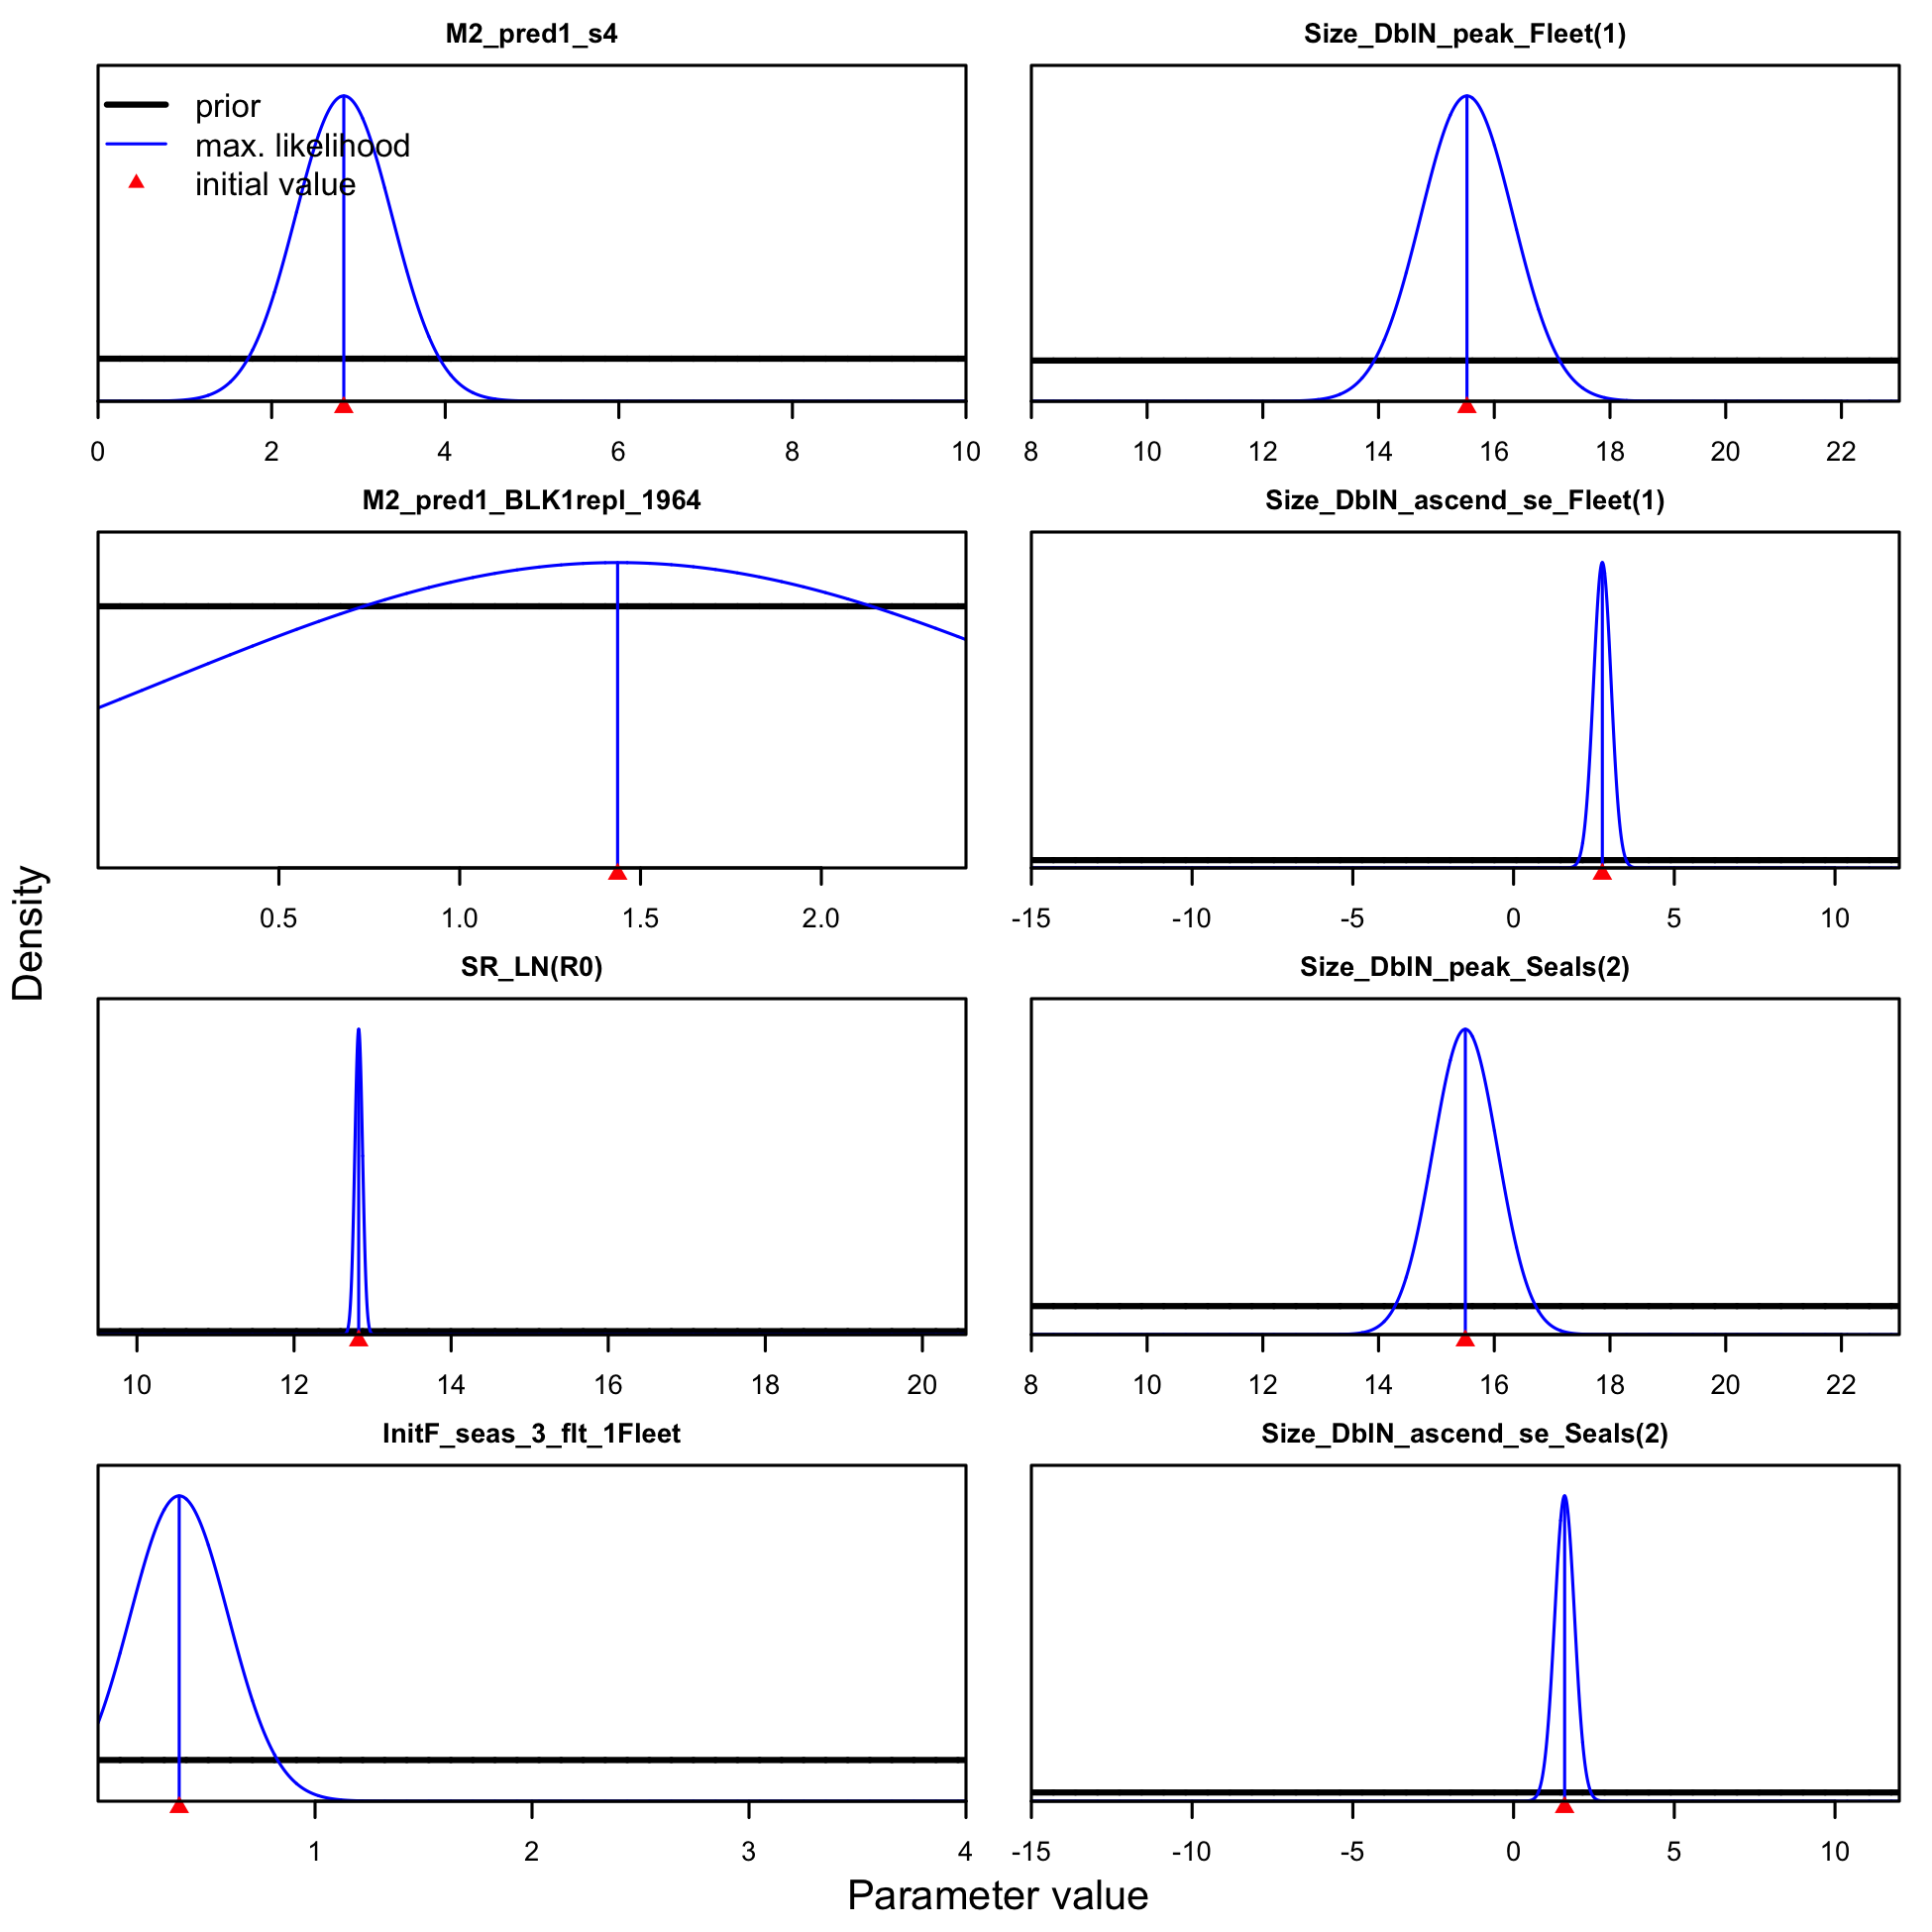 M2_pred1_s4
prior
max. likelihood
initial value
0 2 4 6 8 10
Size_DblN_peak_Fleet(1)
8 10 12 14 16 18 20 22
M2_pred1_BLK1repl_1964
0.5 1.0 1.5 2.0
Size_DblN_ascend_se_Fleet(1)
-15 -10 -5 0 5 10
SR_LN(R0)
10 12 14 16 18 20
Size_DblN_peak_Seals(2)
8 10 12 14 16 18 20 22
InitF_seas_3_flt_1Fleet
1 2 3 4
Size_DblN_ascend_se_Seals(2)
-15 -10 -5 0 5 10
Density
Parameter value